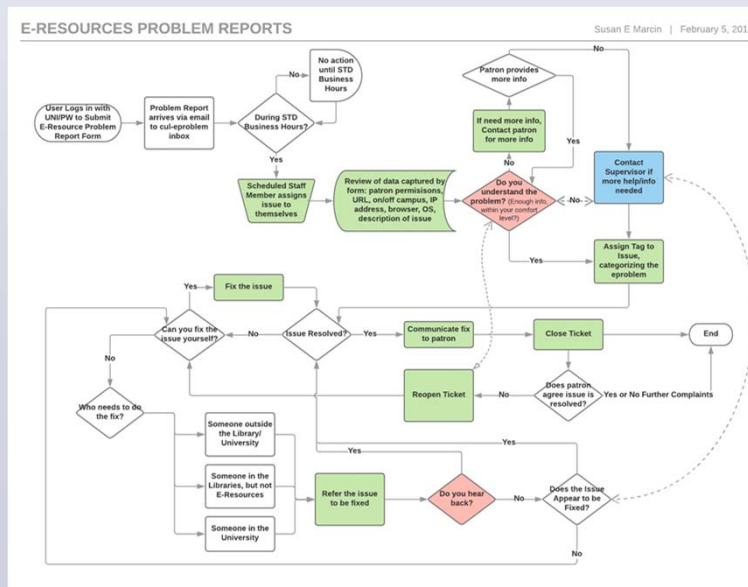 E-RESOURCES PROBLEM REPORTS
Susan E Marcin | February 5, 201
No
No action
until STD
Business
Hours
No
Patron provides
more info
User Logs in with
UNI/PW to Submit
E-Resource Problem
Report Form
Problem Report
arrives via email
to cul-eproblem
inbox
During STD
Business Hours?
If need more info,
Contact patron
for more info
Yes
Yes
No
Contact
Supervisor if
more help/info
needed
Scheduled Staff
Member assigns
issue to
themselves
Review of data captured by
form: patron permisisons,
URL, on/off campus, IP
address, browser, OS,
description of issue
Do you
understand the
problem? (Enough info,
within your comfort
level?)
No
Yes
Assign Tag to
Issue,
categorizing the
eproblem
Yes
Fix the issue
Can you fix the
issue yourself?
No
Issue Resolved?
Yes
Communicate fix
to patron
Close Ticket
End
No
Who needs to do
the fix?
Reopen Ticket
No
Does patron
agree issue is
resolved?
Yes or No Further Complaints
Someone outside
the Library/
University
Yes
Yes
Someone in the
Libraries, but not
E-Resources
Refer the issue
to be fixed
Do you hear
back?
No
Does the Issue
Appear to be
Fixed?
Someone in the
University
No